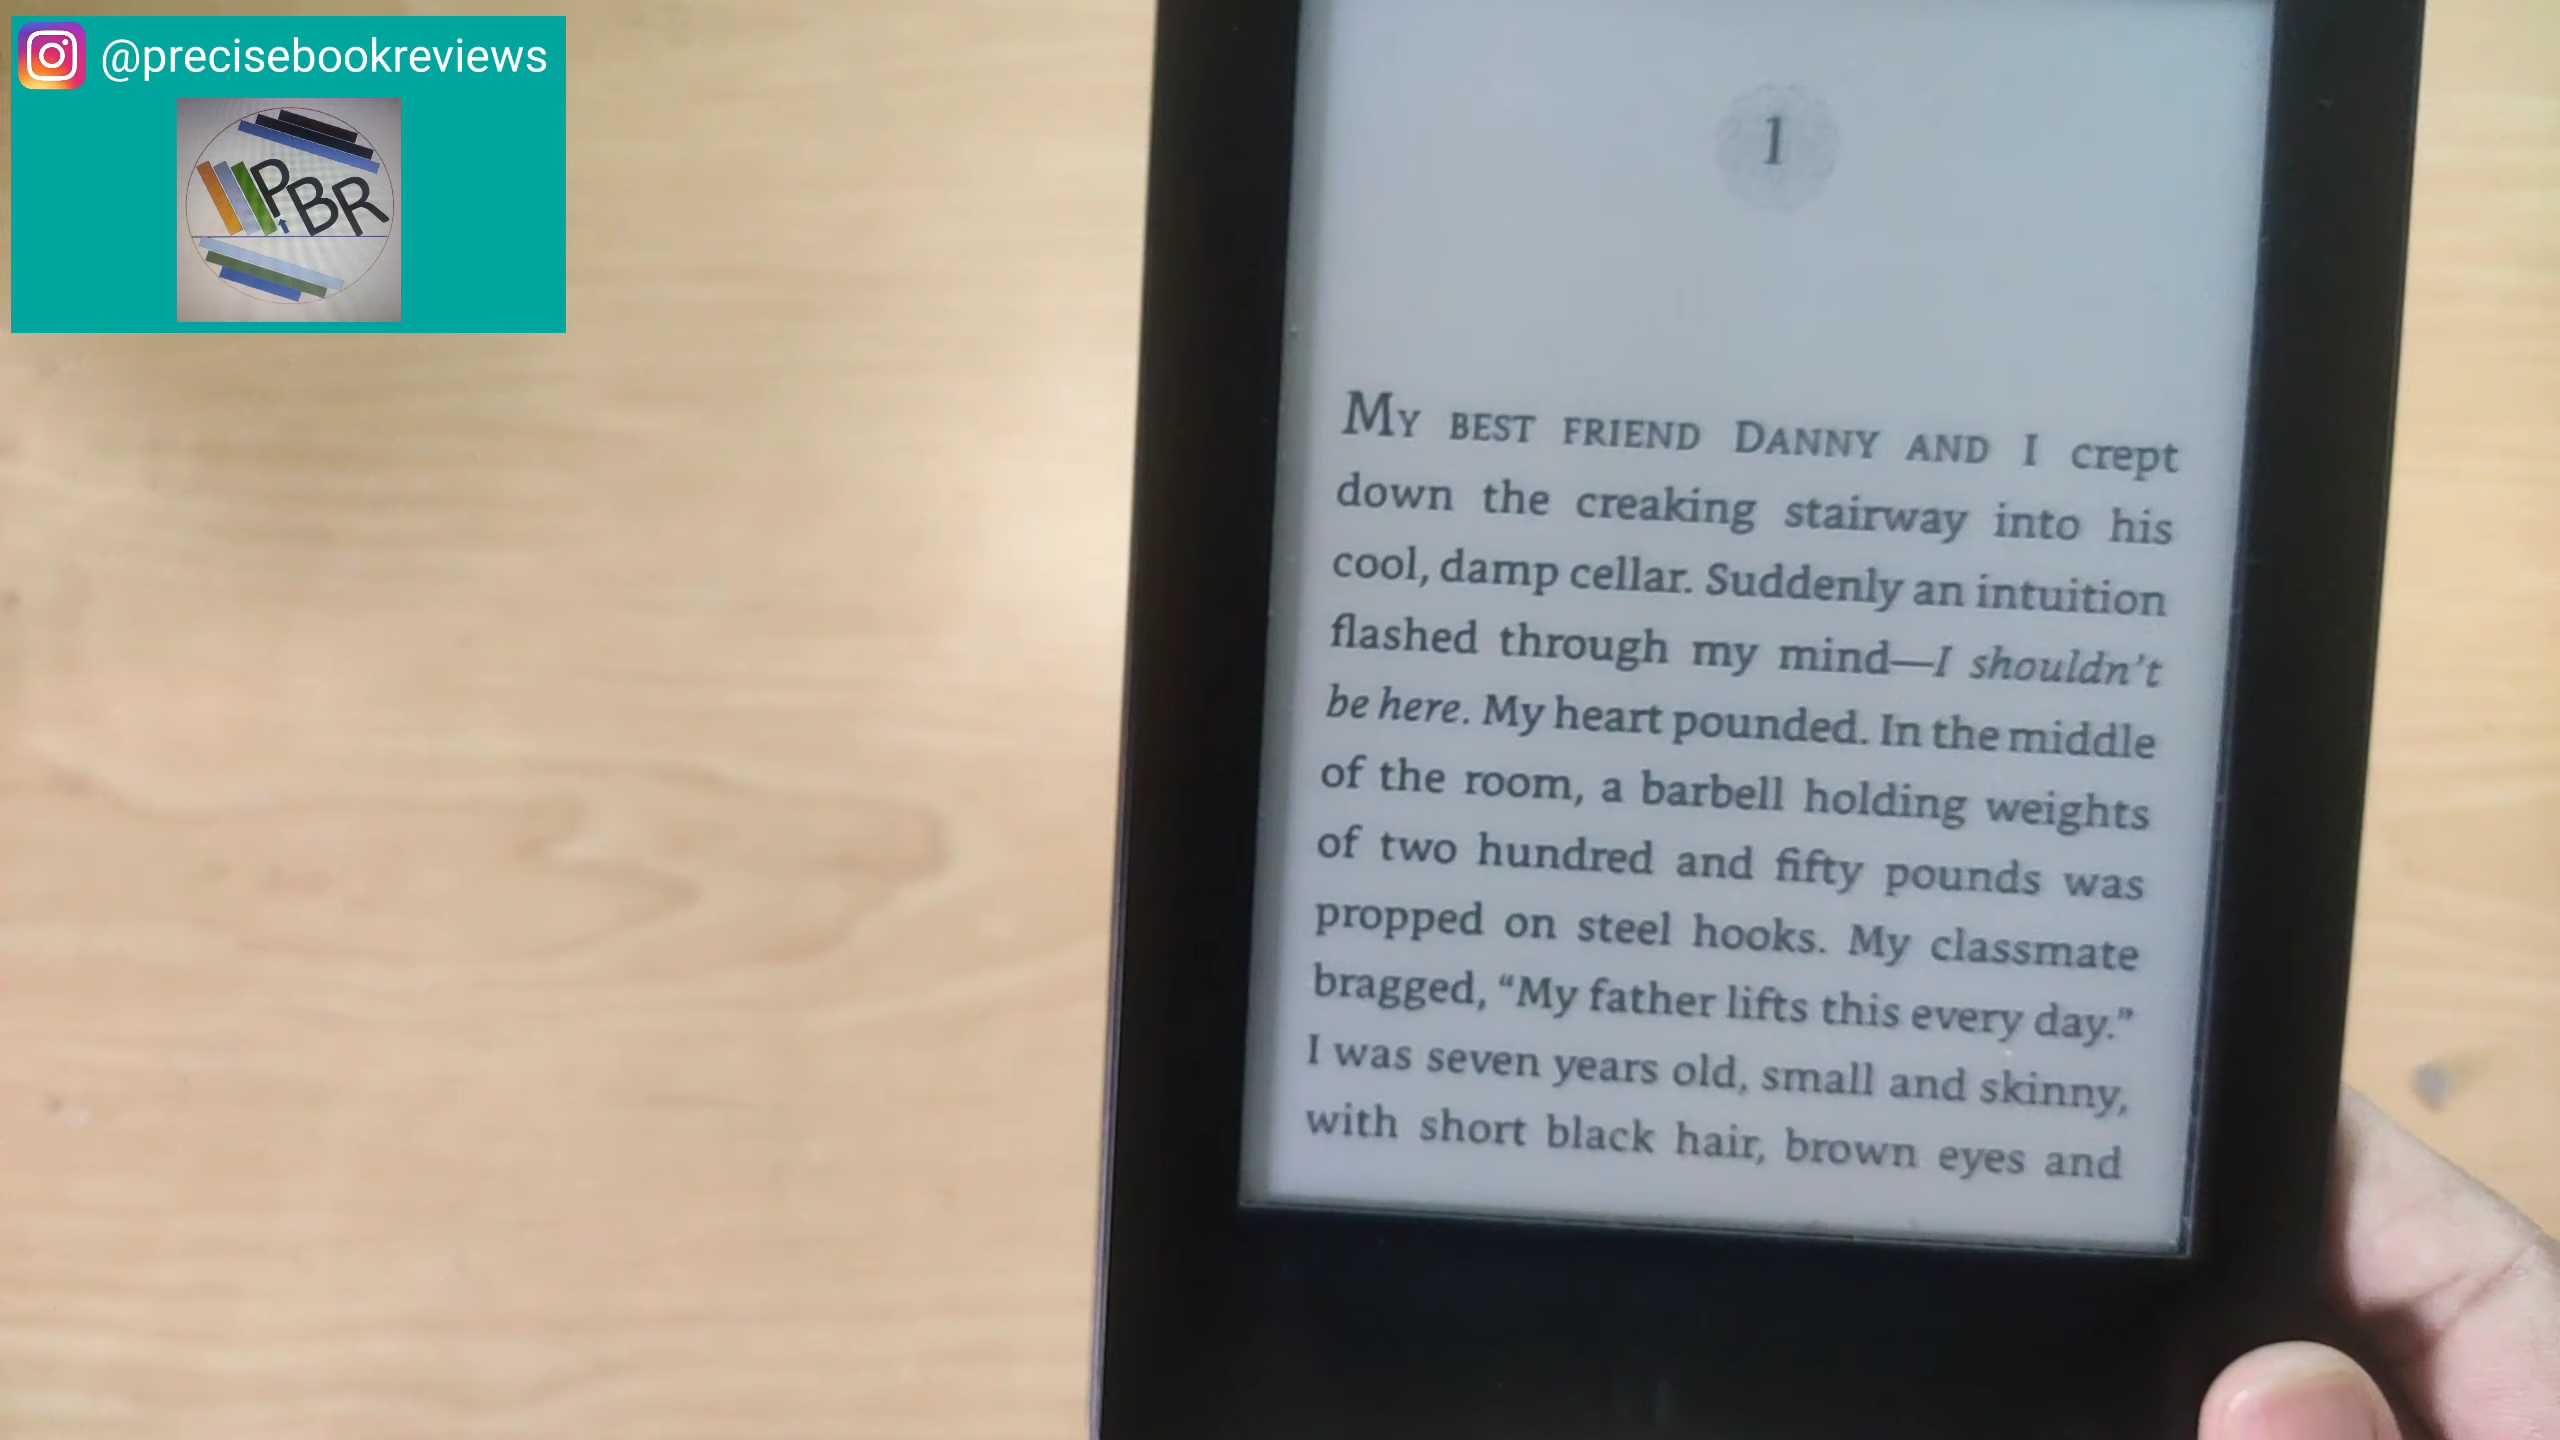 @precisebookreviews
PBR
1
My best friend Danny and I crept
down the creaking stairway into his
cool, damp cellar. Suddenly an intuition
flashed through my mind—I shouldn't
be here. My heart pounded. In the middle
of the room, a barbell holding weights
of two hundred and fifty pounds was
propped on steel hooks. My classmate
bragged, “My father lifts this every day.”
I was seven years old, small and skinny,
with short black hair, brown eyes and